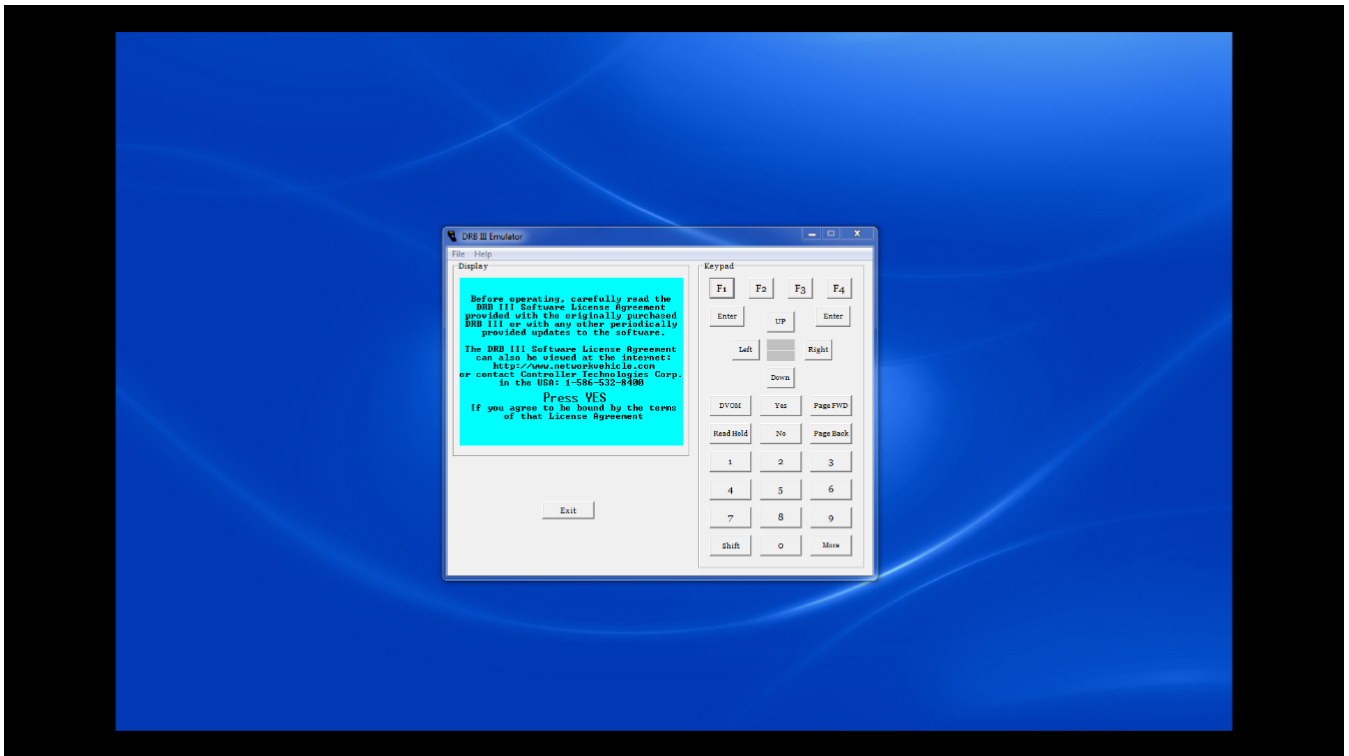 DRB III Emulator
File Help
Display
Before operating, carefully read the
DRB III Software License Agreement
provided with the originally purchased
DRB III or with any other periodically
provided updates to the software.
The DRB III Software License Agreement
can also be viewed at the internet:
http://www.networkvehicle.com
or contact Controller Technologies Corp.
in the USA: 1-586-532-8400
Press YES
If you agree to be bound by the terms
of that License Agreement
Exit
Keypad
F1 F2 F3 F4
Enter UP Enter
Left Right
Down
DVOM Yes Page FWD
Read Hold No Page Back
1 2 3
4 5 6
7 8 9
Shift 0 More